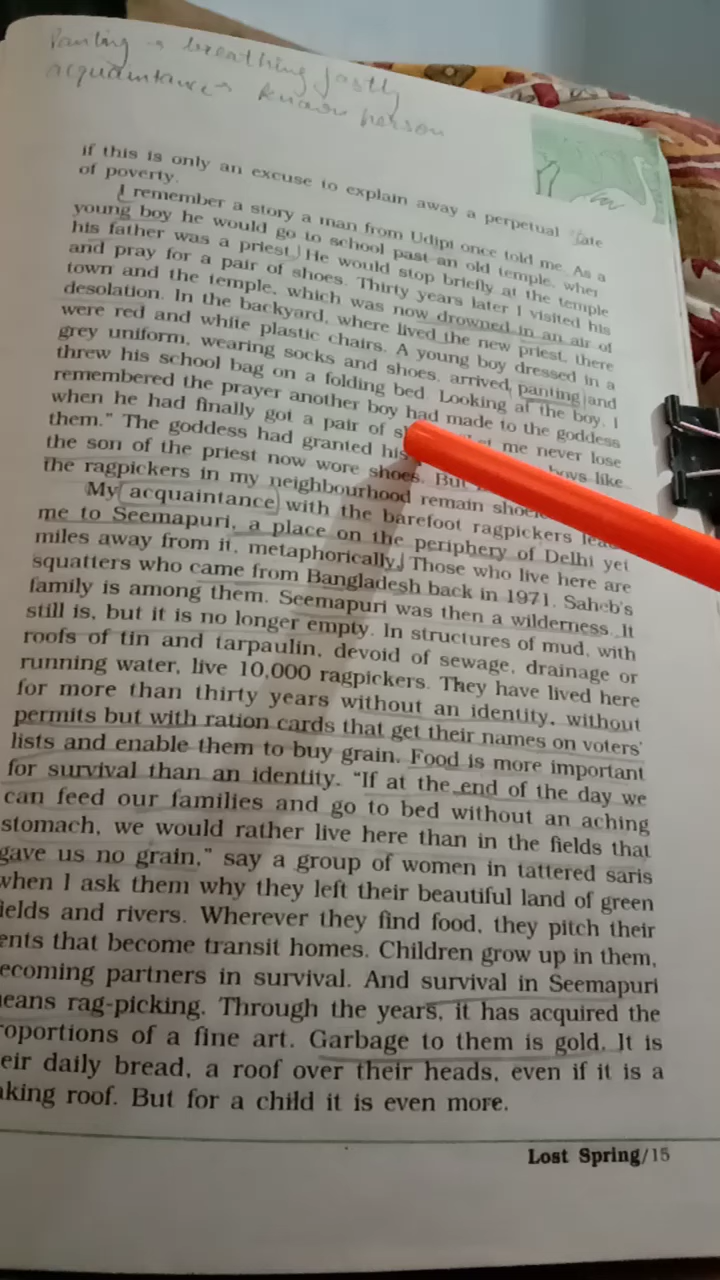 Panting → breathing fastly
acquaintance → known person
if this is only an excuse to explain away a perpetual state
of poverty.
I remember a story a man from Udipi once told me. As a
young boy he would go to school past an old temple, wher
his father was a priest. He would stop briefly at the temple
and pray for a pair of shoes. Thirty years later I visited his
town and the temple, which was now drowned in an air of
desolation. In the backyard, where lived the new priest, there
were red and white plastic chairs. A young boy dressed in a
grey uniform, wearing socks and shoes, arrived panting and
threw his school bag on a folding bed. Looking at the boy, I
remembered the prayer another boy had made to the goddess
when he had finally got a pair of me never lose
them." The goddess had granted his boys like
the son of the priest now wore shoes. But
the ragpickers in my neighbourhood remain
My acquaintance with the barefoot ragpickers
me to Seemapuri, a place on the periphery of Delhi yet
miles away from it, metaphorically. Those who live here are
squatters who came from Bangladesh back in 1971. Saheb's
family is among them. Seemapuri was then a wilderness. It
still is, but it is no longer empty. In structures of mud, with
roofs of tin and tarpaulin, devoid of sewage, drainage or
running water, live 10,000 ragpickers. They have lived here
for more than thirty years without an identity, without
permits but with ration cards that get their names on voters'
lists and enable them to buy grain. Food is more important
for survival than an identity. "If at the end of the day we
can feed our families and go to bed without an aching
stomach, we would rather live here than in the fields that
gave us no grain," say a group of women in tattered saris
when I ask them why they left their beautiful land of green
ields and rivers. Wherever they find food, they pitch their
ents that become transit homes. Children grow up in them,
ecoming partners in survival. And survival in Seemapuri
eans rag-picking. Through the years, it has acquired the
roportions of a fine art. Garbage to them is gold. It is
eir daily bread, a roof over their heads, even if it is a
aking roof. But for a child it is even more.
Lost Spring/15